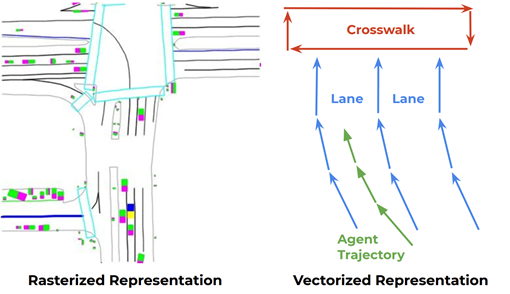 Crosswalk
Lane Lane
Agent
Trajectory
Rasterized Representation Vectorized Representation